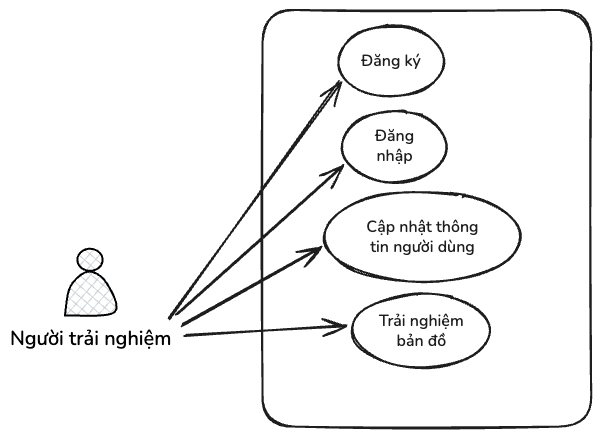 Đăng ký
Đăng
nhập
Cập nhật thông
tin người dùng
Trải nghiệm
bản đồ
Người trải nghiệm